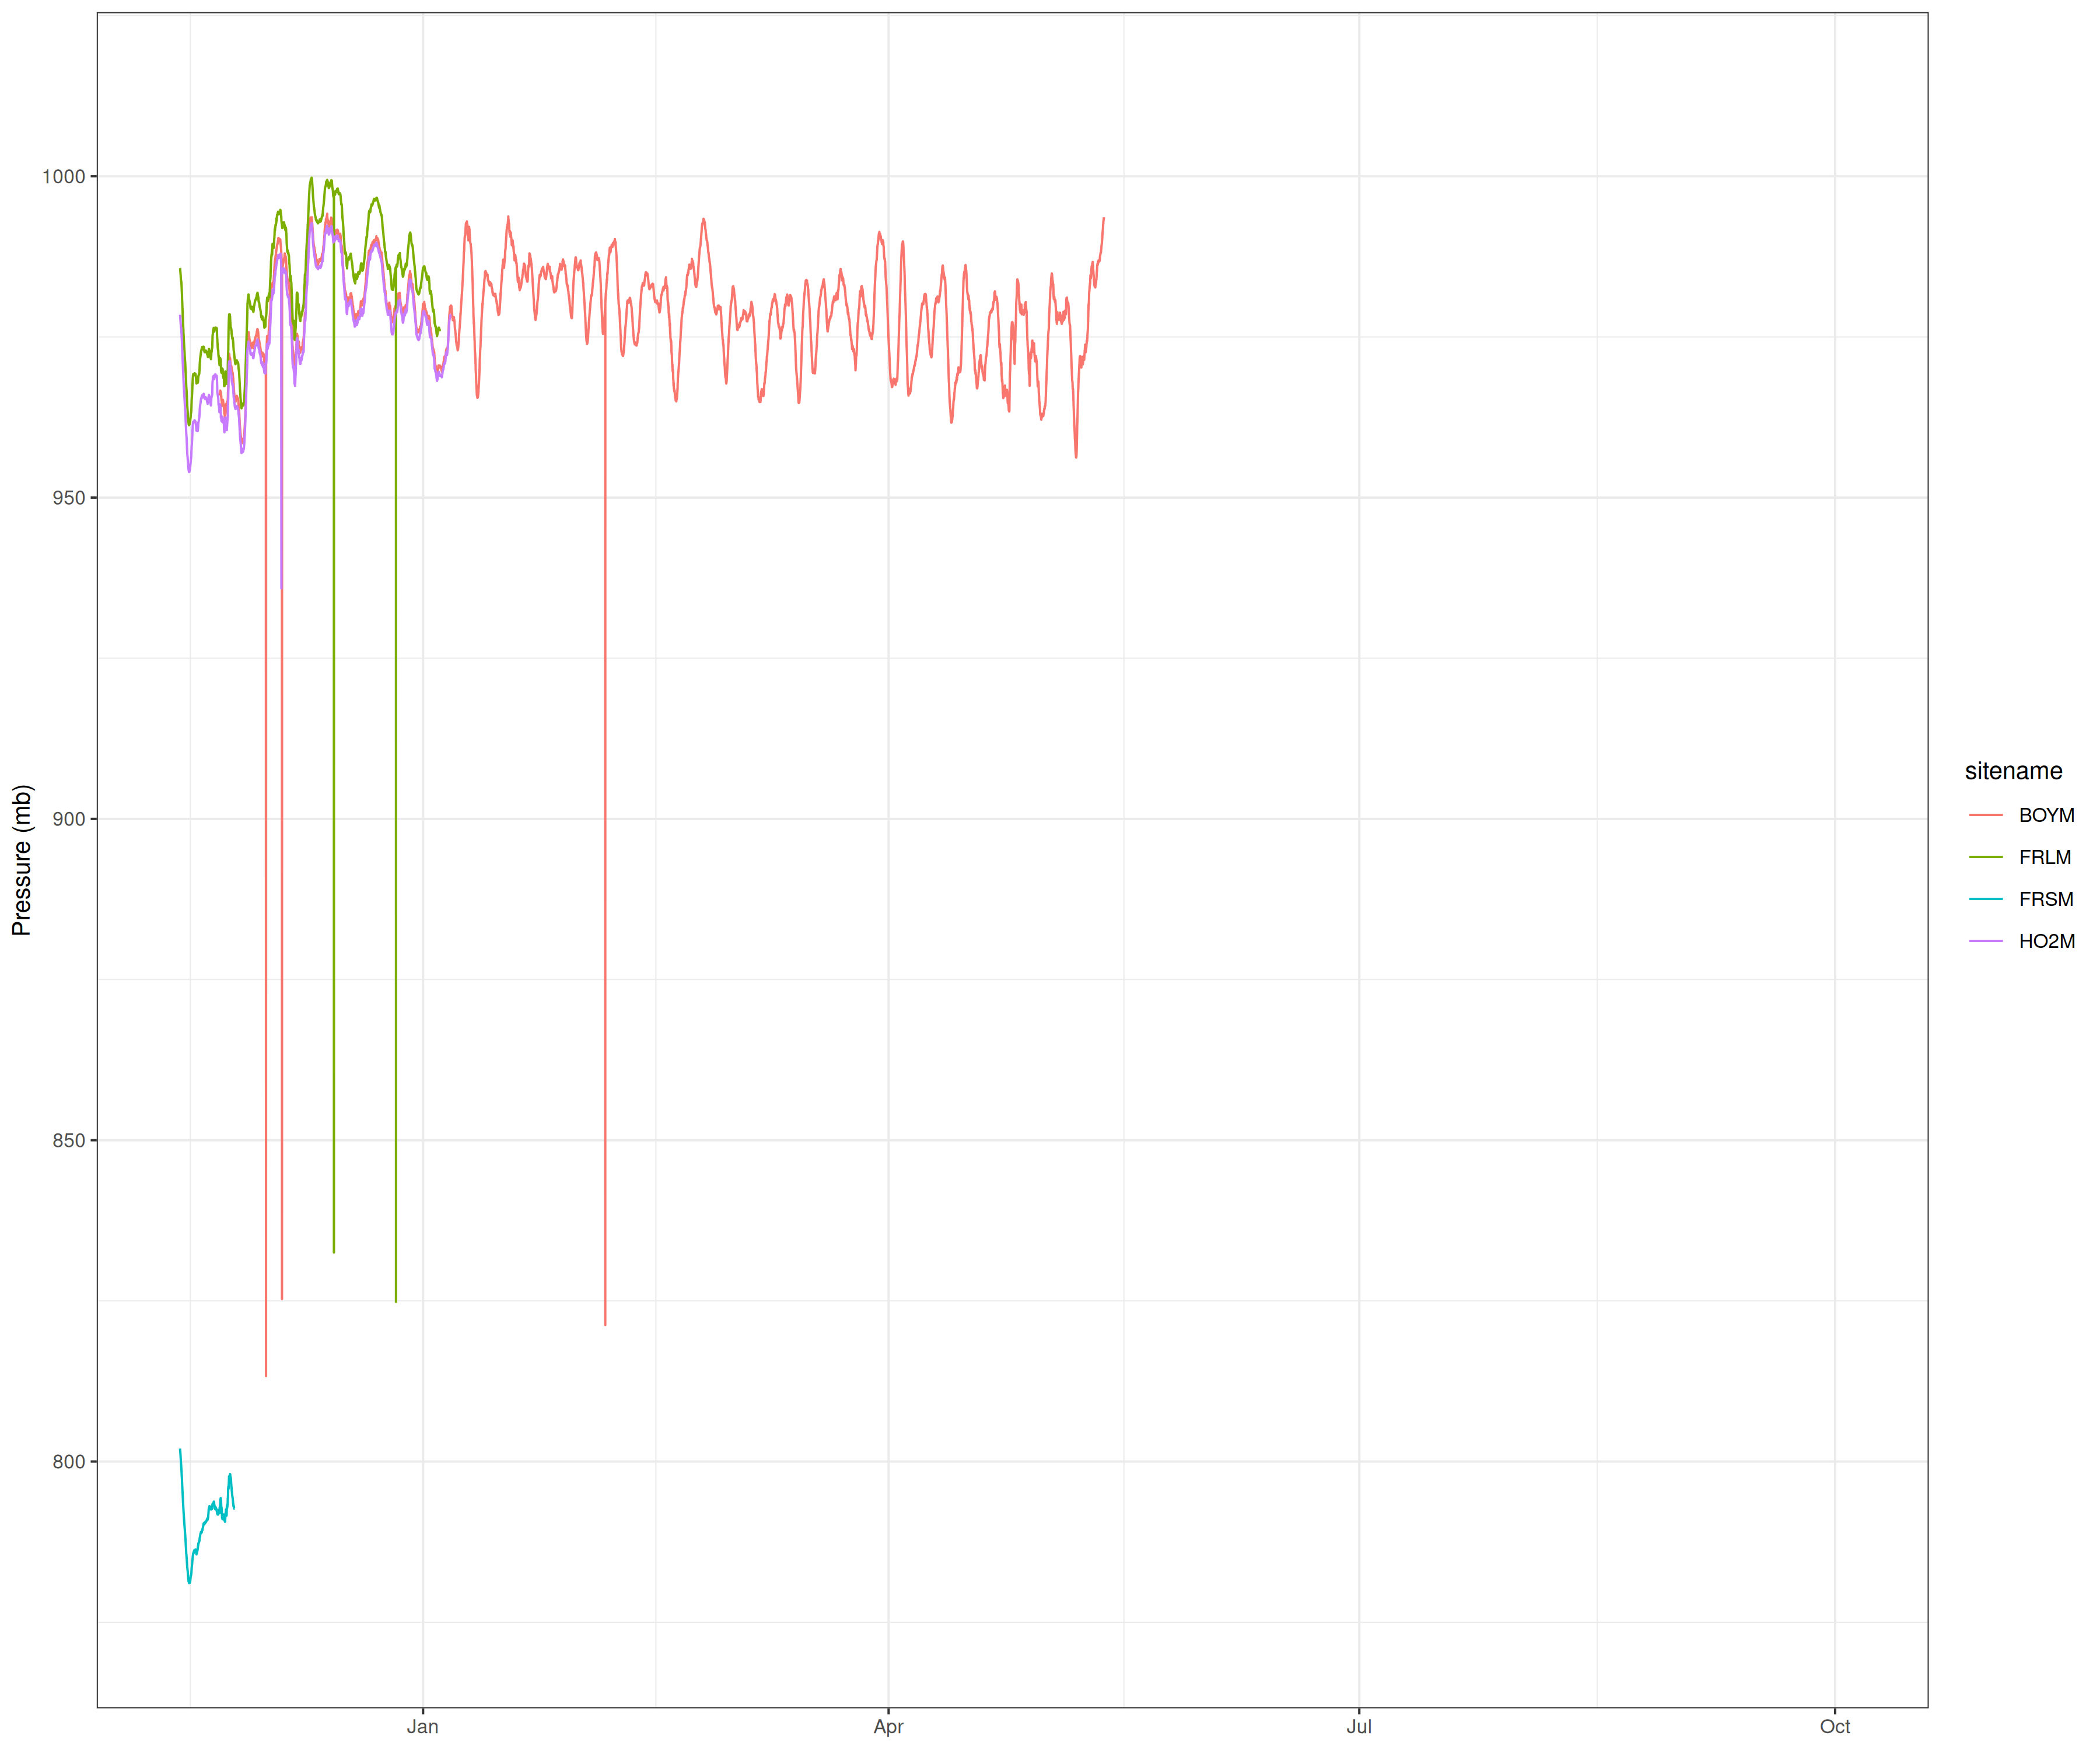 1000
950
900
850
800
Pressure (mb)
Jan
Apr
Jul
Oct
sitename
BOYM
FRLM
FRSM
HO2M